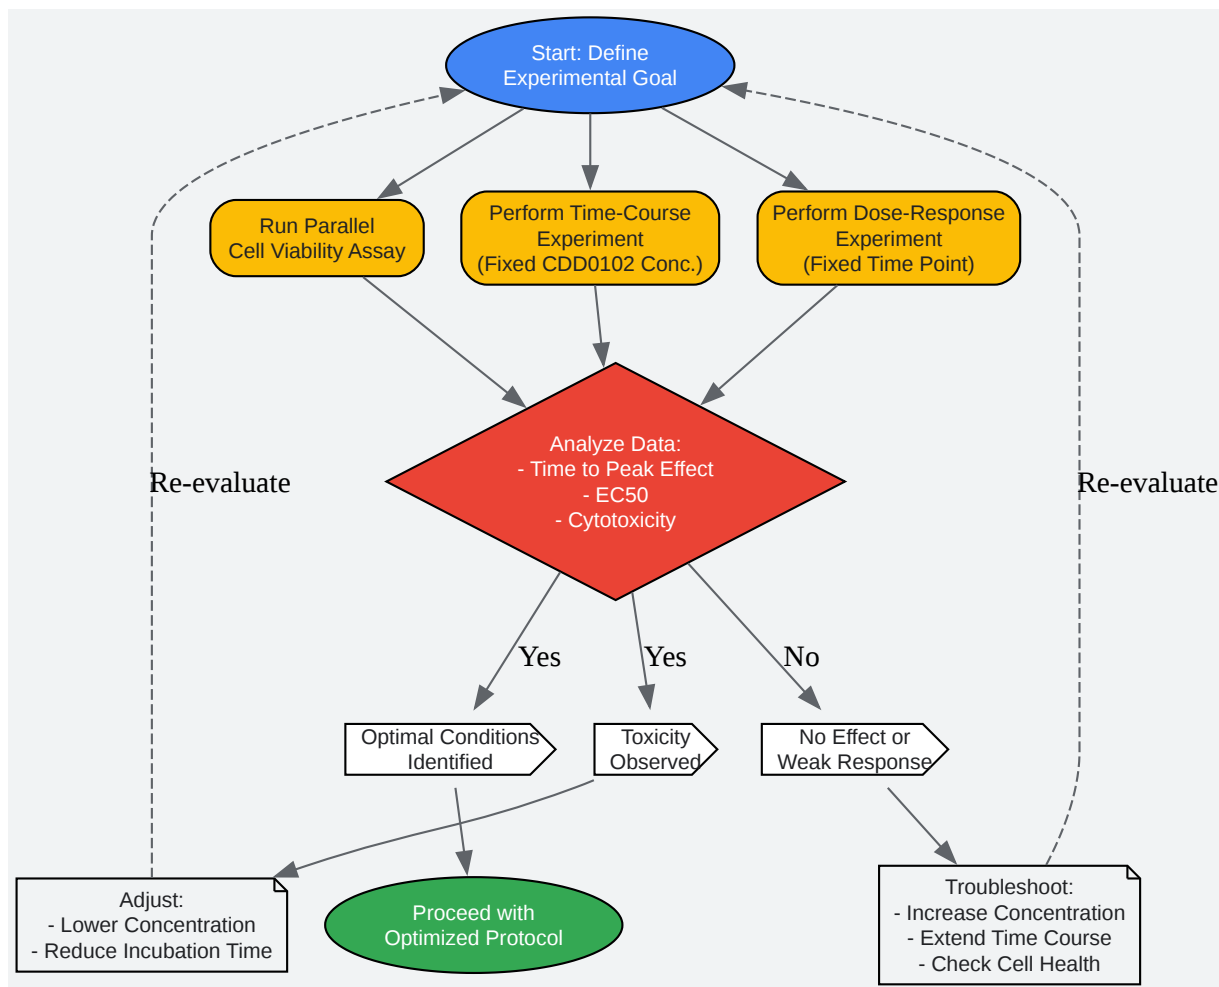 Start: Define
Experimental Goal
Run Parallel
Cell Viability Assay
Perform Time-Course
Experiment
(Fixed CDD0102 Conc.)
Perform Dose-Response
Experiment
(Fixed Time Point)
Analyze Data:
- Time to Peak Effect
- EC50
- Cytotoxicity
Re-evaluate
Re-evaluate
Yes
Yes
No
Optimal Conditions
Identified
Toxicity
Observed
No Effect or
Weak Response
Adjust:
- Lower Concentration
- Reduce Incubation Time
Proceed with
Optimized Protocol
Troubleshoot:
- Increase Concentration
- Extend Time Course
- Check Cell Health